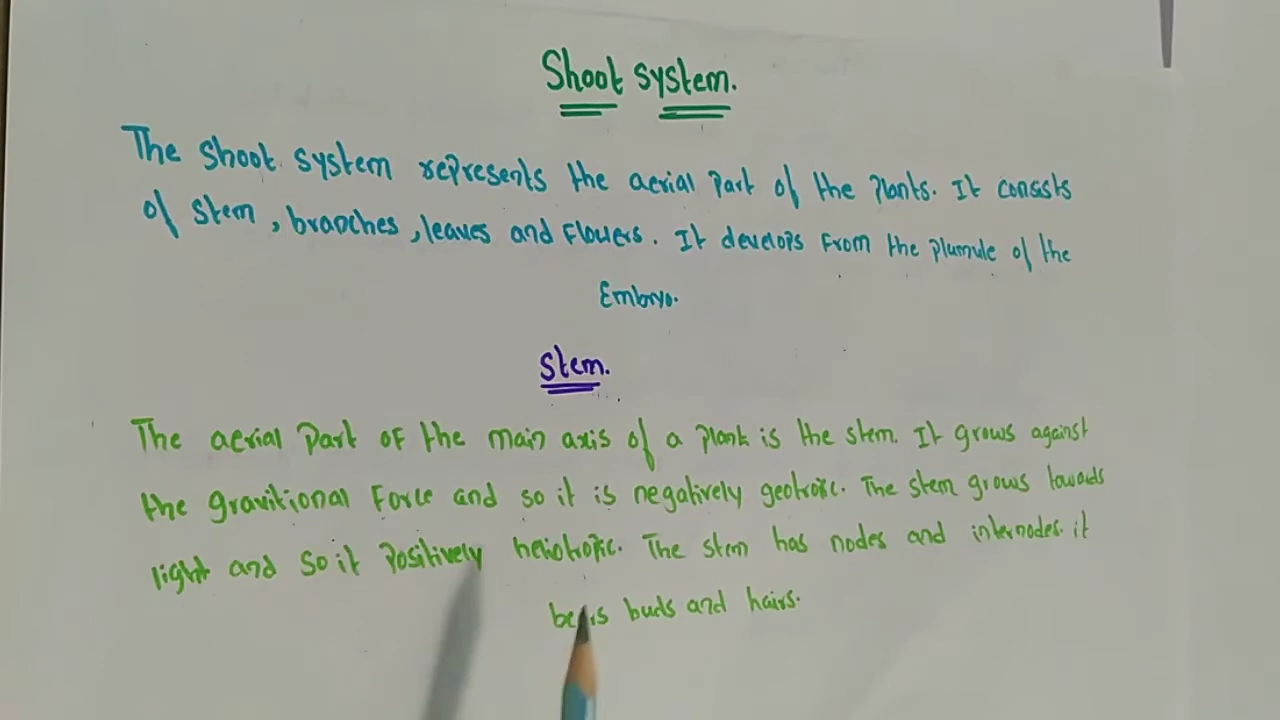 Shoot system.
The shoot system represents the aerial part of the plants. It consists
of stem, branches, leaves and flowers. It develops from the plumule of the
Embryo.
Stem.
The aerial part of the main axis of a plant is the stem. It grows against
the gravitional force and so it is negatively geotropic. The stem grows towards
light and so it positively heliotropic. The stem has nodes and internodes. it
bears buds and hairs.